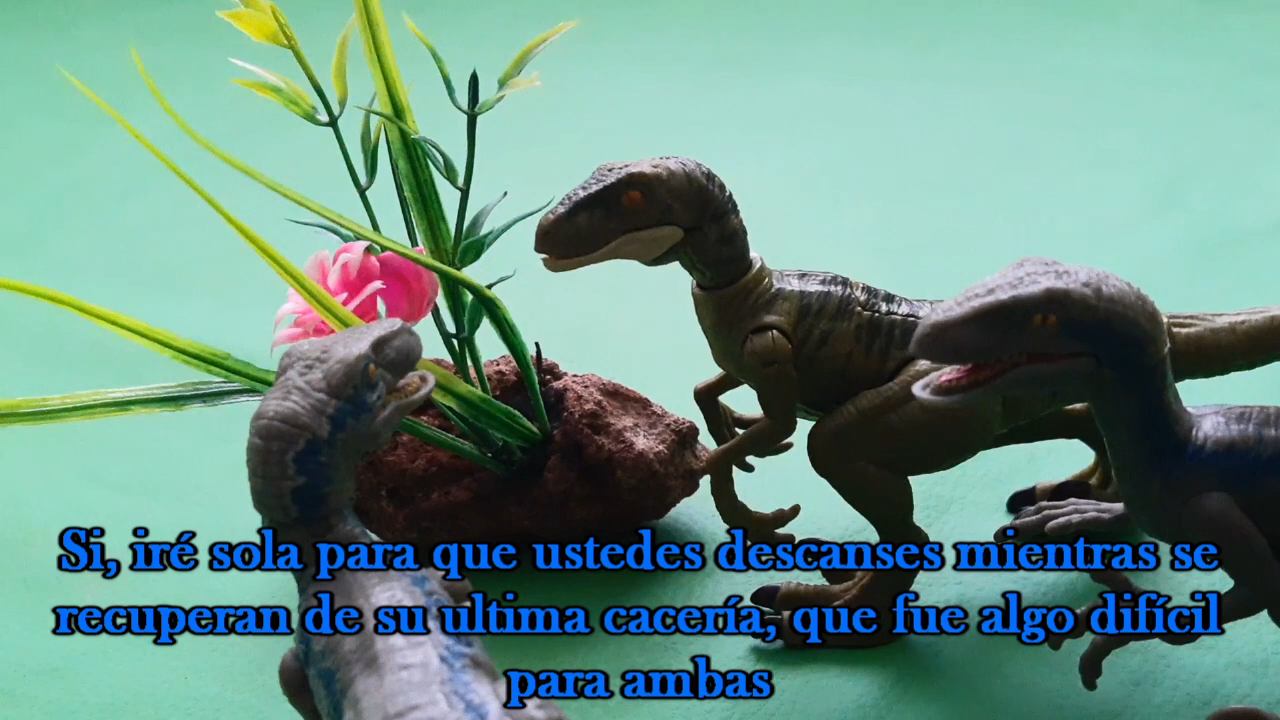 Si, iré sola para que ustedes descanses mientras se
recuperan de su ultima cacería, que fue algo difícil
para ambas